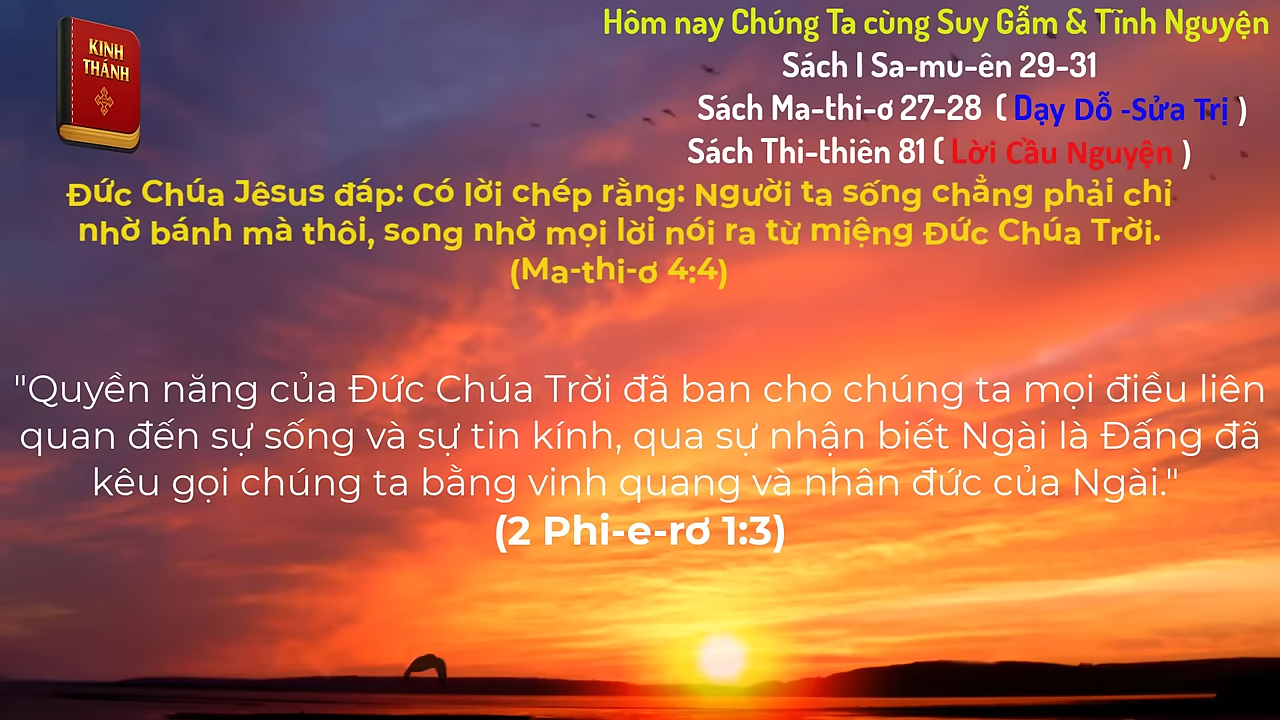 KINH
THÁNH
Hôm nay Chúng Ta cùng Suy Gẫm & Tĩnh Nguyện
Sách I Sa-mu-ên 29-31
Sách Ma-thi-ơ 27-28 ( Dạy Dỗ -Sửa Trị )
Sách Thi-thiên 81 ( Lời Cầu Nguyện )
Đức Chúa Jêsus đáp: Có lời chép rằng: Người ta sống chẳng phải chỉ
nhờ bánh mà thôi, song nhờ mọi lời nói ra từ miệng Đức Chúa Trời.
(Ma-thi-ơ 4:4)
"Quyền năng của Đức Chúa Trời đã ban cho chúng ta mọi điều liên
quan đến sự sống và sự tin kính, qua sự nhận biết Ngài là Đấng đã
kêu gọi chúng ta bằng vinh quang và nhân đức của Ngài."
(2 Phi-e-rơ 1:3)